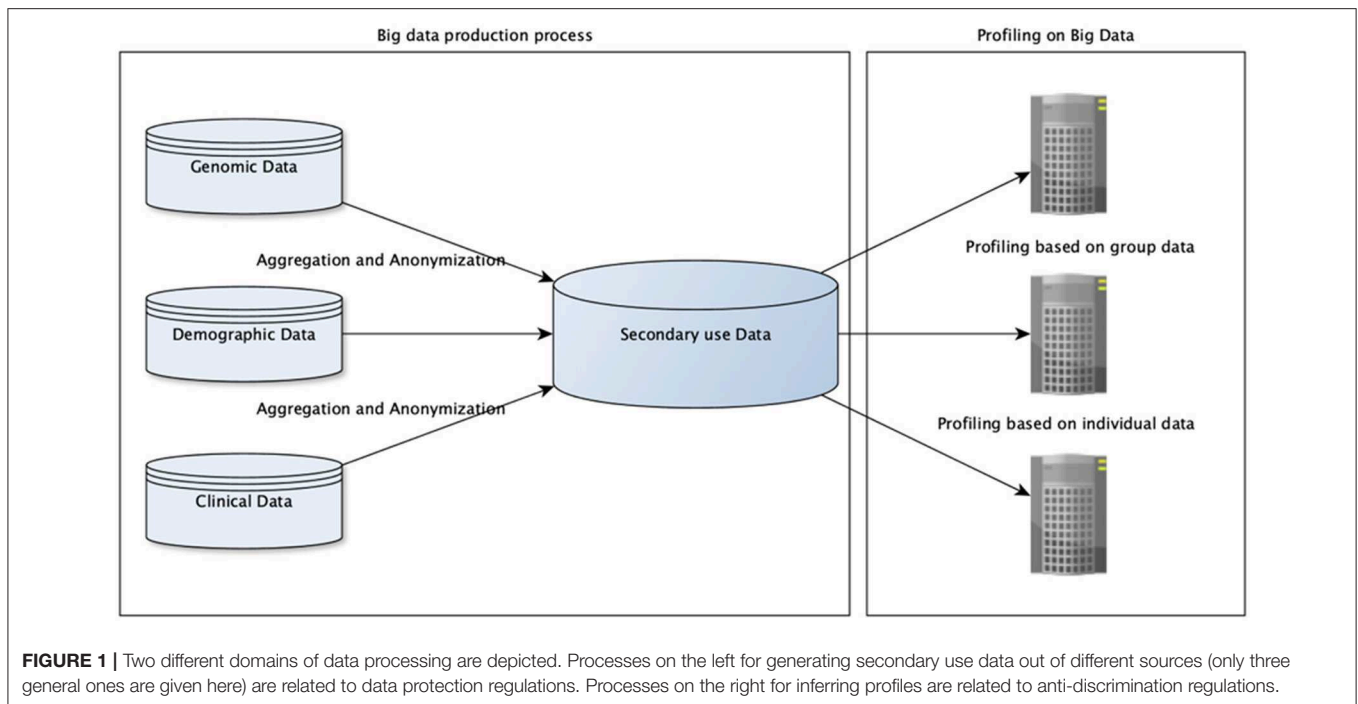 Big data production process
Profiling on Big Data
Genomic Data
Aggregation and Anonymization
Profiling based on group data
Demographic Data
Secondary use Data
Aggregation and Anonymization
Profiling based on individual data
Clinical Data
FIGURE 1 | Two different domains of data processing are depicted. Processes on the left for generating secondary use data out of different sources (only three
general ones are given here) are related to data protection regulations. Processes on the right for inferring profiles are related to anti-discrimination regulations.